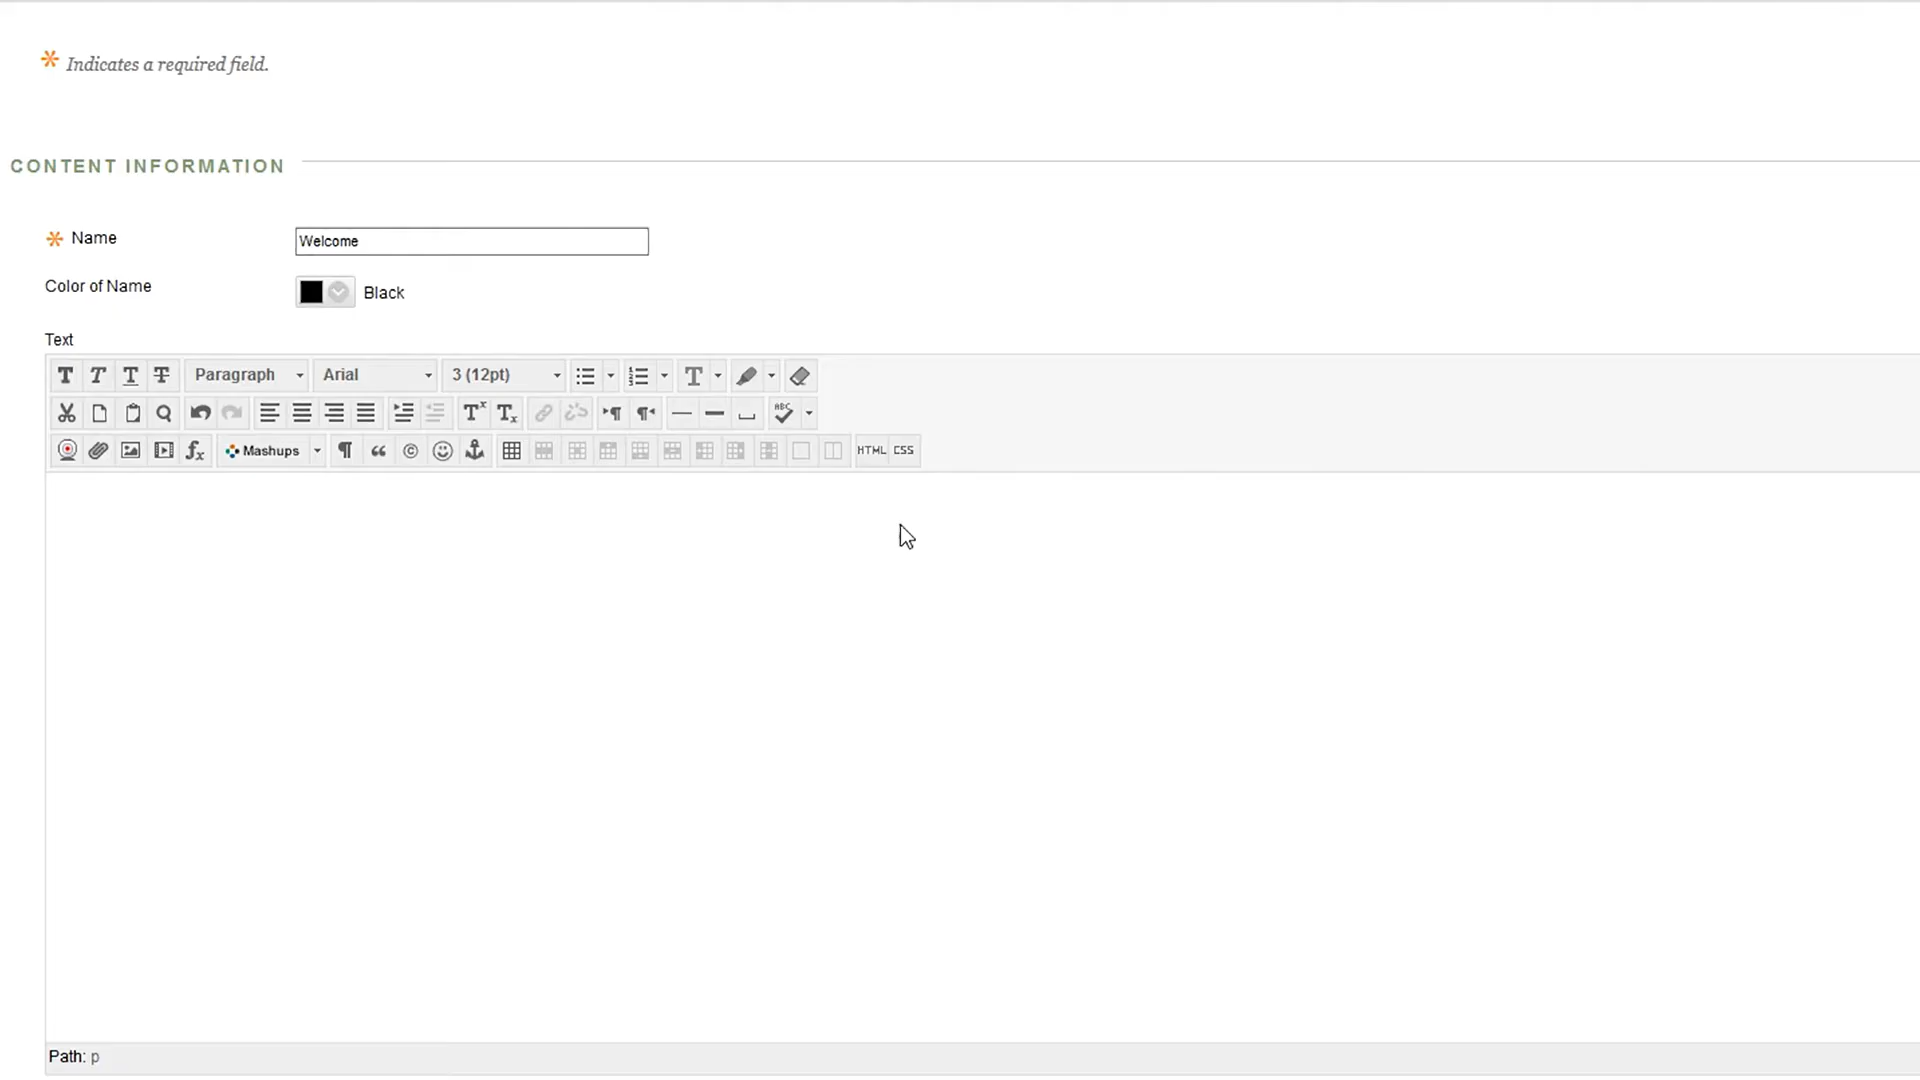 Indicates a required field.
CONTENT INFORMATION
Name
Welcome
Color of Name
Black
Text
Paragraph Arial 3 (12pt)
ABC
Mashups HTML CSS
Path: p